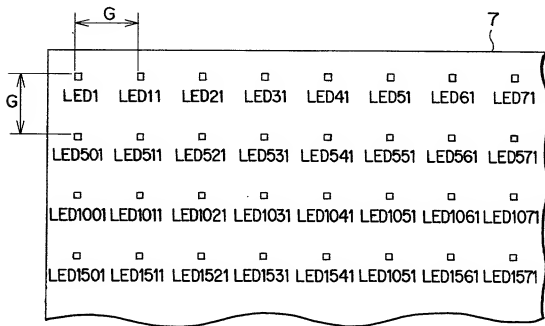 G
7
LED1 LED11 LED21 LED31 LED41 LED51 LED61 LED71
G
LED501 LED511 LED521 LED531 LED541 LED551 LED561 LED571
LED1001 LED1011 LED1021 LED1031 LED1041 LED1051 LED1061 LED1071
LED1501 LED1511 LED1521 LED1531 LED1541 LED1051 LED1561 LED1571